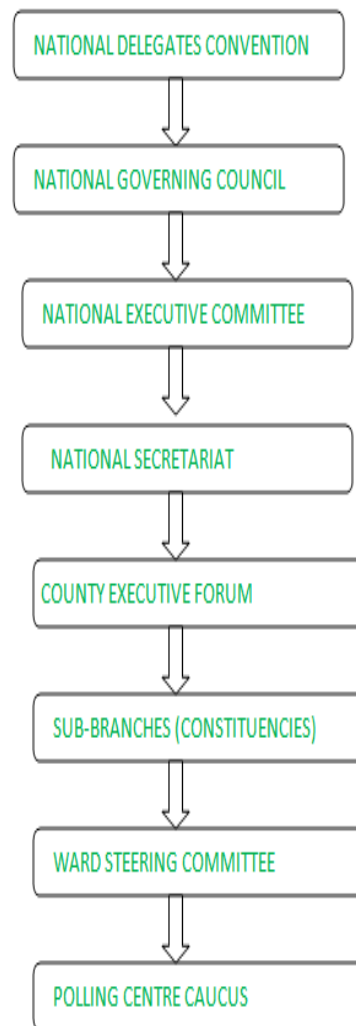 NATIONAL DELEGATES CONVENTION
NATIONAL GOVERNING COUNCIL
NATIONAL EXECUTIVE COMMITTEE
NATIONAL SECRETARIAT
COUNTY EXECUTIVE FORUM
SUB-BRANCHES (CONSTITUENCIES)
WARD STEERING COMMITTEE
POLLING CENTRE CAUCUS